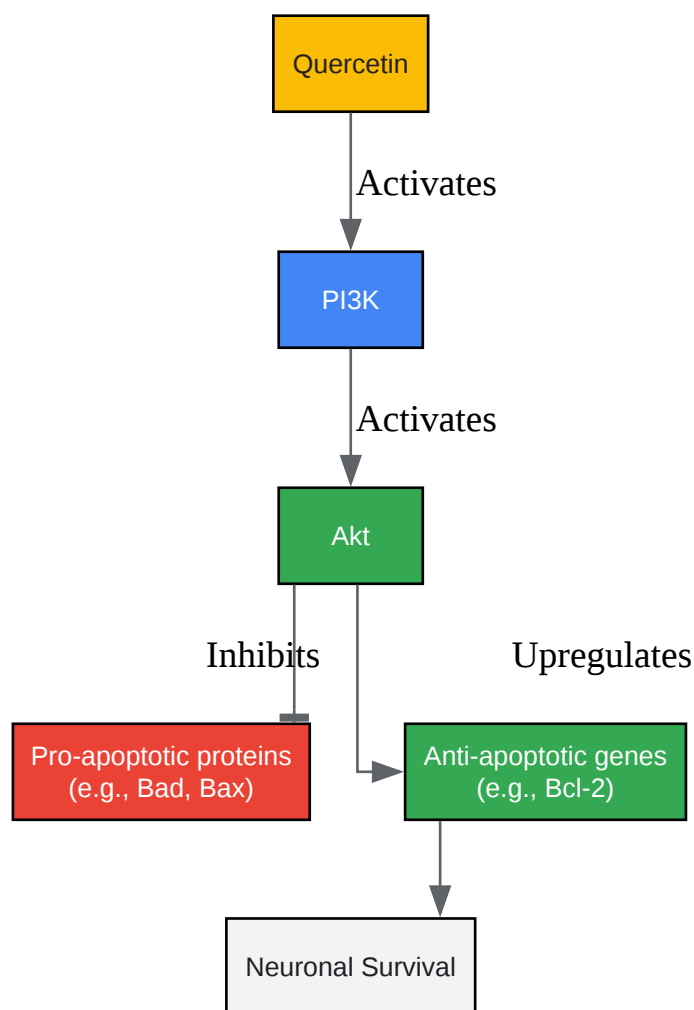 Quercetin
Activates
PI3K
Activates
Akt
Inhibits
Upregulates
Pro-apoptotic proteins
(e.g., Bad, Bax)
Anti-apoptotic genes
(e.g., Bcl-2)
Neuronal Survival